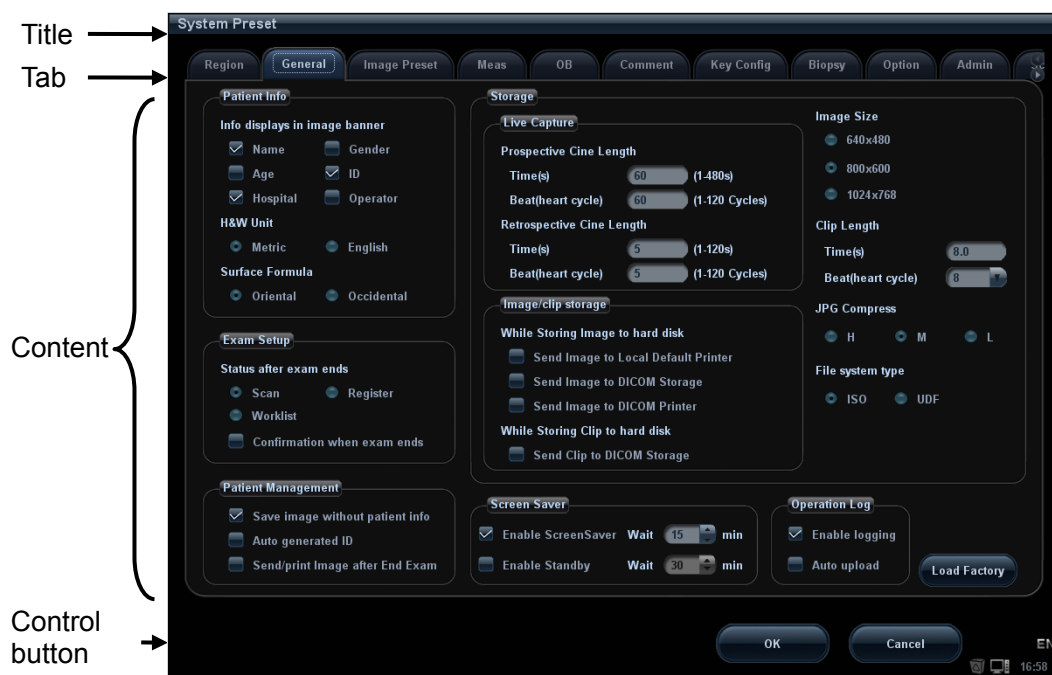 Title
Tab
Content
Control
button
System Preset
Region General Image Preset Meas OB Comment Key Config Biopsy Option Admin
Patient Info
Info displays in image banner
Name Gender
Age ID
Hospital Operator
H&W Unit
Metric English
Surface Formula
Oriental Occidental
Exam Setup
Status after exam ends
Scan Register
Worklist
Confirmation when exam ends
Patient Management
Save image without patient info
Auto generated ID
Send/print Image after End Exam
Storage
Live Capture
Prospective Cine Length
Time(s) 60 (1-480s)
Beat(heart cycle) 60 (1-120 Cycles)
Retrospective Cine Length
Time(s) 5 (1-120s)
Beat(heart cycle) 5 (1-120 Cycles)
Image/clip storage
While Storing Image to hard disk
Send Image to Local Default Printer
Send Image to DICOM Storage
Send Image to DICOM Printer
While Storing Clip to hard disk
Send Clip to DICOM Storage
Image Size
640x480
800x600
1024x768
Clip Length
Time(s) 8.0
Beat(heart cycle) 8
JPG Compress
H M L
File system type
ISO UDF
Screen Saver
Enable ScreenSaver Wait 15 min
Enable Standby Wait 30 min
Operation Log
Enable logging
Auto upload
Load Factory
OK Cancel
EN
16:58